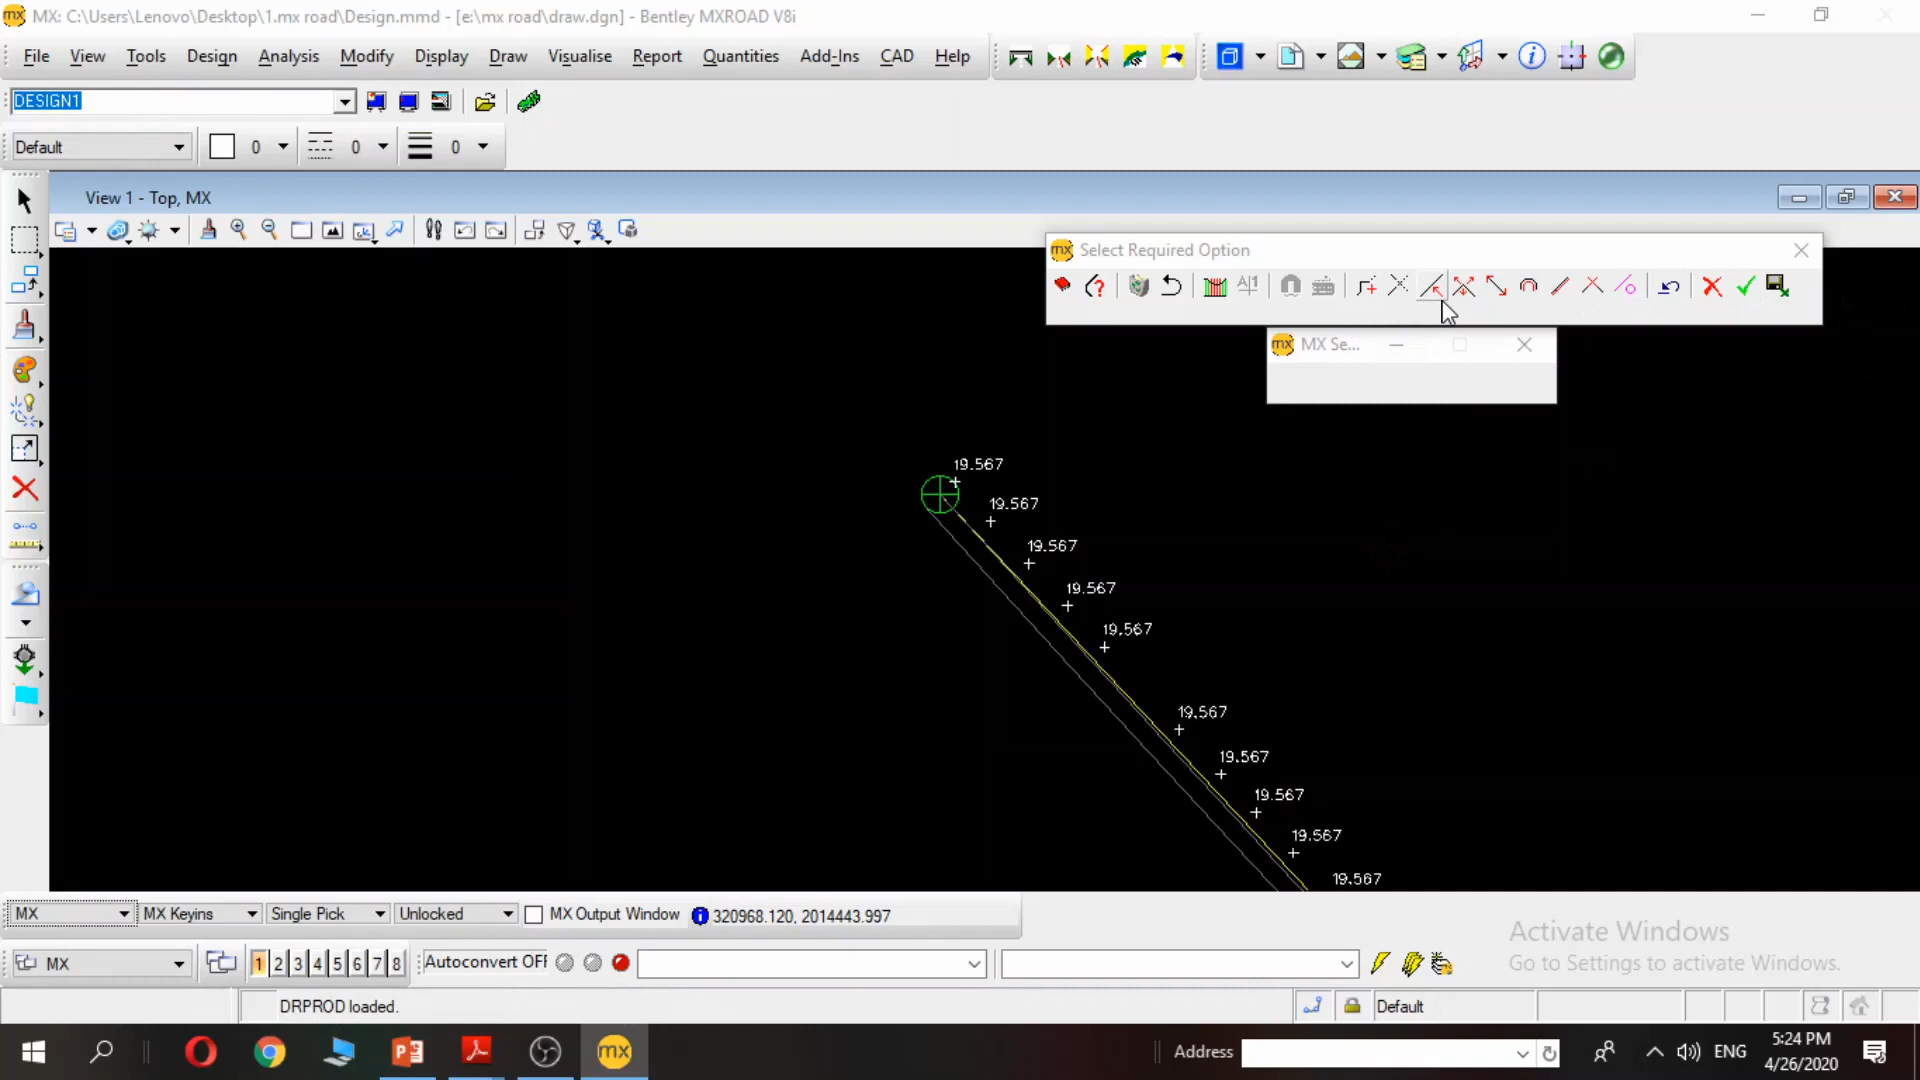 MX: C:\Users\Lenovo\Desktop\1.mx road\Design.mmd - [e:\mx road\draw.dgn] - Bentley MXROAD V8i
File View Tools Design Analysis Modify Display Draw Visualise Report Quantities Add-Ins CAD Help
DESIGN1
Default 0 0 0
View 1 - Top, MX
mx Select Required Option
mx MX Se...
19.567
19.567
19.567
19.567
19.567
19.567
19.567
19.567
19.567
19.567
MX MX Keyins Single Pick Unlocked MX Output Window 320968.120, 2014443.997
Activate Windows
MX 1 2 3 4 5 6 7 8 Autoconvert OFF
Go to Settings to activate Windows.
DRPROD loaded. Default
mx Address ENG 5:24 PM
4/26/2020